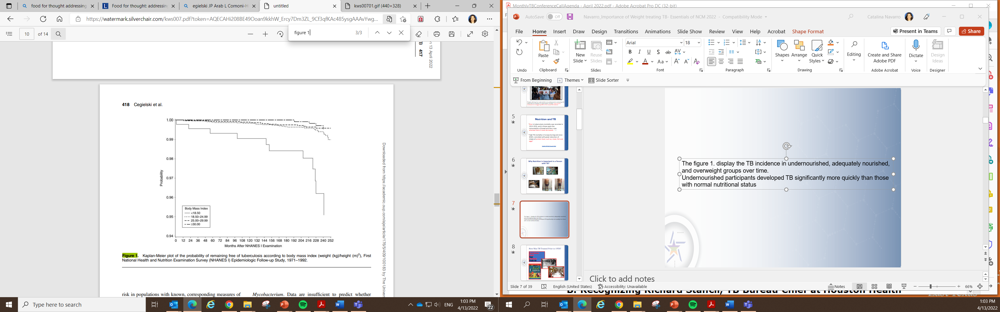 food for thought addressing
Food for thought: addressing
egielski JP Arab L Cornoni-H
untitled
kws00701.gif (440×328)
https://watermark.silverchair.com/kws007.pdf?token=AQECAHi208BE49Ooan9kkhW_Ercy7Dm3ZL_9Cf3qfKAc485ysgAAAvYwg...
10 of 14
figure 1
3/3
n 13 April 2022
B 417
418 Cegielski et al.
1.00
0.99
0.98
0.97
0.96
0.95
0.94
Probability
Body Mass Index
<18.50
18.50–24.99
25.00–29.99
≥30.00
0 12 24 36 48 60 72 84 96 108 120 132 144 156 168 180 192 204 216 228 240 252
Months After NHANES I Examination
Figure 1. Kaplan-Meier plot of the probability of remaining free of tuberculosis according to body mass index (weight (kg)/height (m)²), First
National Health and Nutrition Examination Survey (NHANES I) Epidemiologic Follow-up Study, 1971–1992.
Downloaded from https://academic.oup.com/aje/article/176/5/409/100183 by The Univers
risk in populations with known, corresponding measures of
Mycobacterium. Data are insufficient to predict whether
MonthlyTBConferenceCallAgenda - April 2022.pdf - Adobe Acrobat Pro DC (32-bit)
AutoSave Off
Navarro_Importance of Weight treating TB- Essentials of NCM 2022 - Compatibility Mode
Catalina Navarro
File Home Insert Draw Design Transitions Animations Slide Show Review View Help Acrobat Shape Format
Present in Teams
Share
Undo
Paste
Clipboard
New Slide
Reuse Slides
Slides
Arial 18
B I U S ab AV
A Aa A A
Font
Paragraph
Shapes
Arrange
Quick Styles
Drawing
Editing
Create and Share Adobe PDF
Adobe Acrobat
Dictate
Voice
Design Ideas
Designer
From Beginning
Themes
Slide Sorter
5
Nutrition and TB
6
Why Nutrition is Important in a Person
with TB?
7
8
How Was TB Treated Prior to 1950?
Food
Cures
The figure 1. display the TB incidence in undernourished, adequately nourished,
and overweight groups over time.
Undernourished participants developed TB significantly more quickly than those
with normal nutritional status
Click to add notes
Slide 7 of 39
English (United States)
Accessibility: Unavailable
Notes
66%
B. Recognizing Richard Stancil, TB Bureau Chief at Houston Health
East Texas
Type here to search
ENG
1:03 PM
4/13/2022
22
1:03 PM
4/13/2022